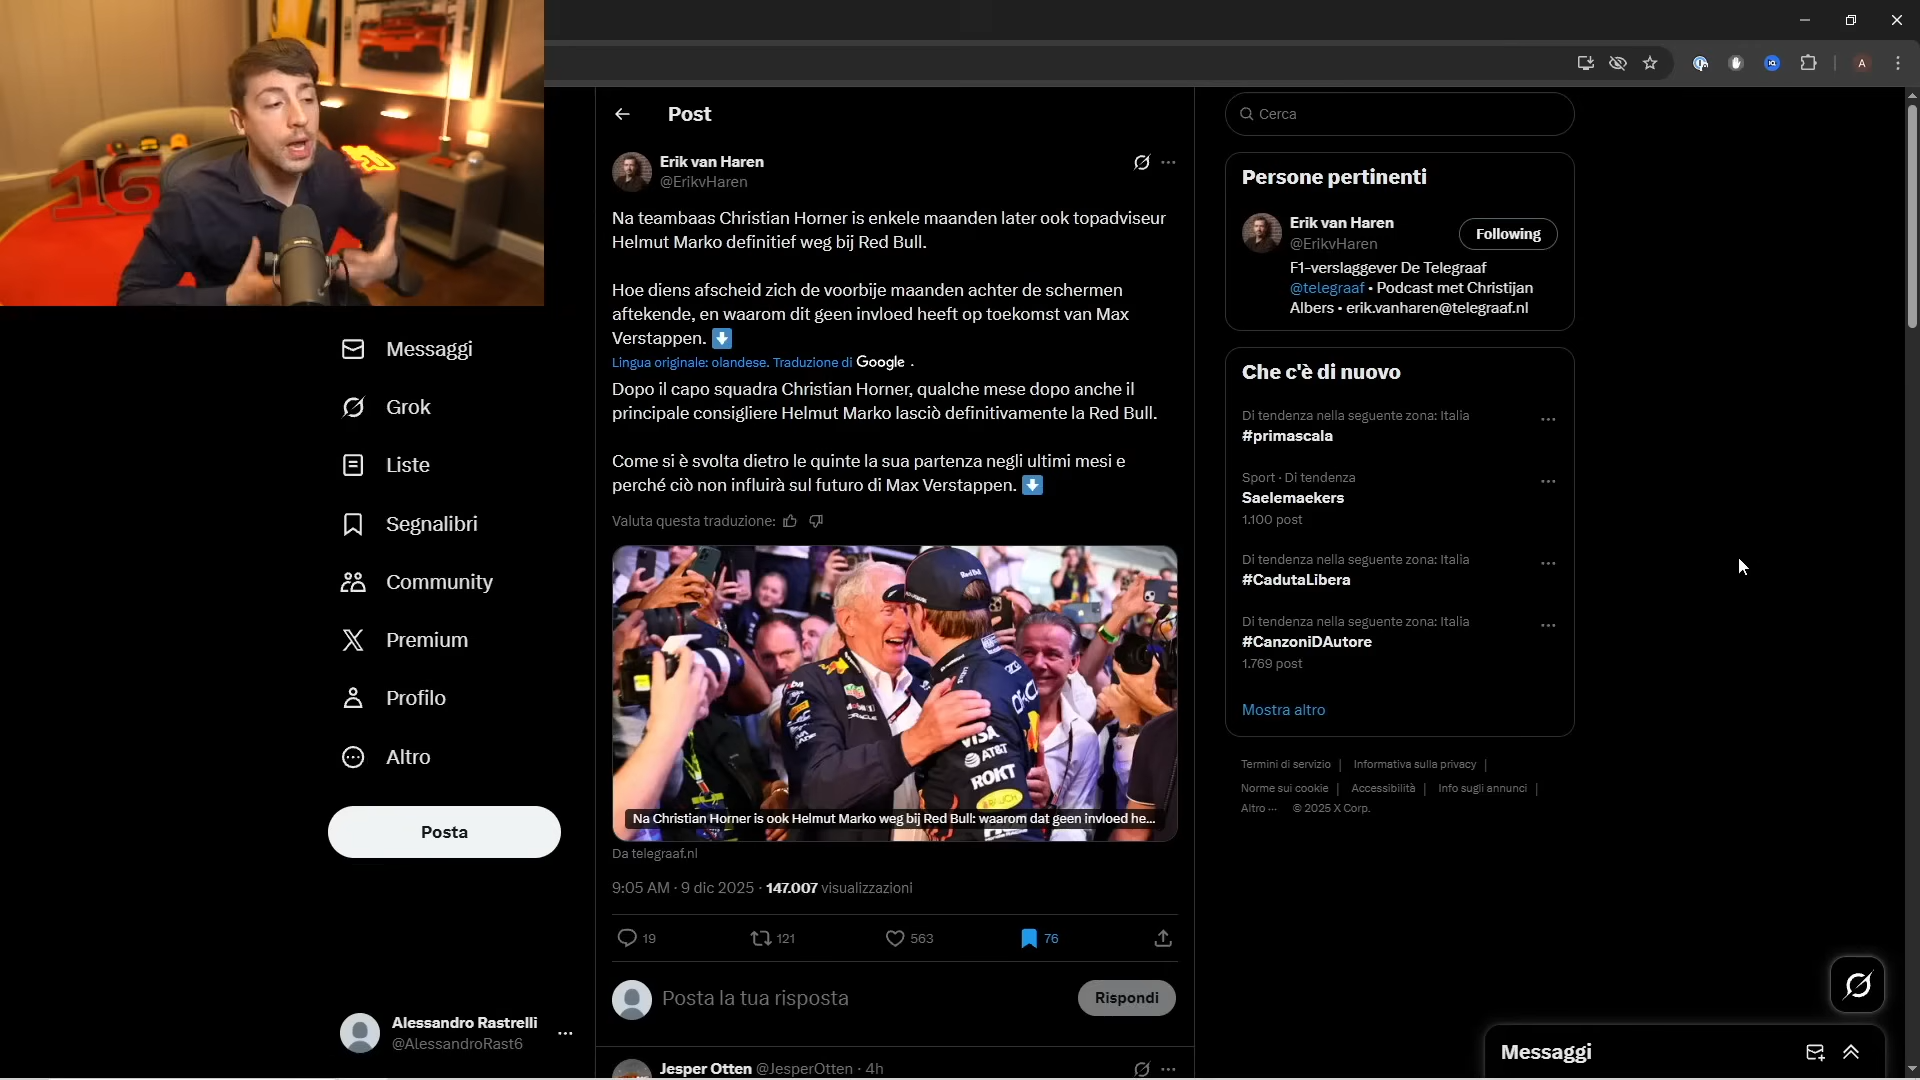 16
Messaggi
Grok
Liste
Segnalibri
Community
Premium
Profilo
Altro
Posta
Alessandro Rastrelli
@AlessandroRast6
Post
Erik van Haren
@ErikvHaren
Na teambaas Christian Horner is enkele maanden later ook topadviseur
Helmut Marko definitief weg bij Red Bull.
Hoe diens afscheid zich de voorbije maanden achter de schermen
aftekende, en waarom dit geen invloed heeft op toekomst van Max
Verstappen.
Lingua originale: olandese. Traduzione di Google .
Dopo il capo squadra Christian Horner, qualche mese dopo anche il
principale consigliere Helmut Marko lasciò definitivamente la Red Bull.
Come si è svolta dietro le quinte la sua partenza negli ultimi mesi e
perché ciò non influirà sul futuro di Max Verstappen.
Valuta questa traduzione:
Red Bull
ORACLE
VISA
AT&T
ROKT
RAUCH
Na Christian Horner is ook Helmut Marko weg bij Red Bull: waarom dat geen invloed he...
Da telegraaf.nl
9:05 AM · 9 dic 2025 · 147.007 visualizzazioni
19 121 563 76
Posta la tua risposta
Rispondi
Jesper Otten @JesperOtten · 4h
A
Cerca
Persone pertinenti
Erik van Haren
@ErikvHaren
Following
F1-verslaggever De Telegraaf
@telegraaf • Podcast met Christijan
Albers • erik.vanharen@telegraaf.nl
Che c'è di nuovo
Di tendenza nella seguente zona: Italia
#primascala
Sport · Di tendenza
Saelemaekers
1.100 post
Di tendenza nella seguente zona: Italia
#CadutaLibera
Di tendenza nella seguente zona: Italia
#CanzoniDAutore
1.769 post
Mostra altro
Termini di servizio | Informativa sulla privacy |
Norme sui cookie | Accessibilità | Info sugli annunci |
Altro ··· © 2025 X Corp.
Messaggi